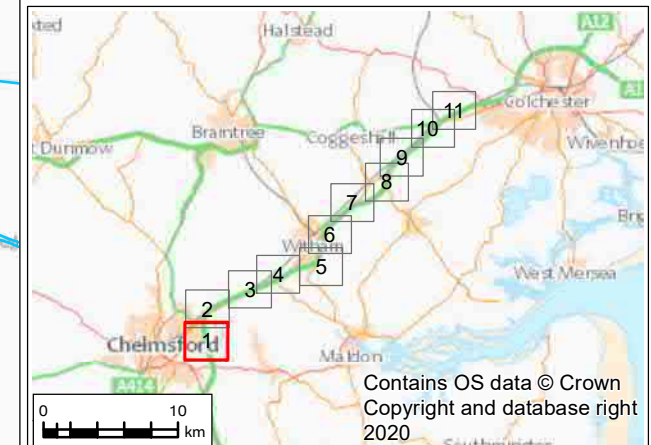 Halstead
A12
Colchester
11
10
Braintree
Coggeshall
t Dunmow
9
Wivenhoe
8
7
6
Witham
5
West Mersea
4
3
2
1
Chelmsford
Maldon
A414
Contains OS data © Crown
Copyright and database right
2020
0 10
km